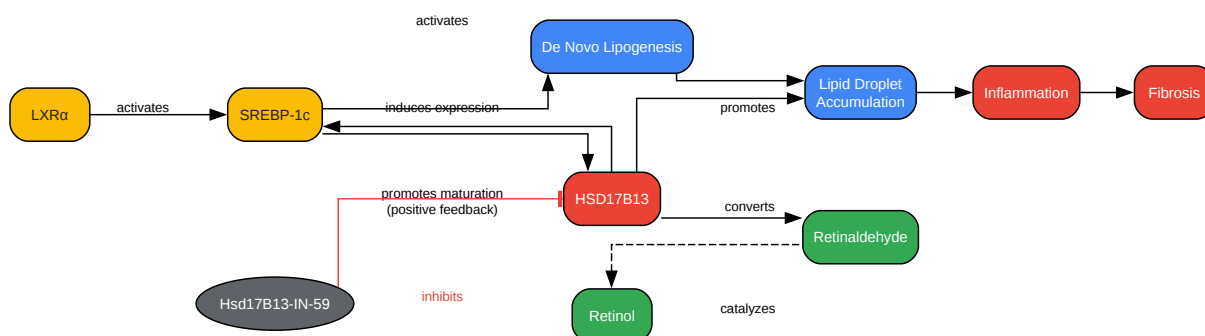 activates
De Novo Lipogenesis
LXRα
activates
SREBP-1c
induces expression
promotes
Lipid Droplet
Accumulation
Inflammation
Fibrosis
promotes maturation
(positive feedback)
HSD17B13
converts
Retinaldehyde
Hsd17B13-IN-59
inhibits
Retinol
catalyzes